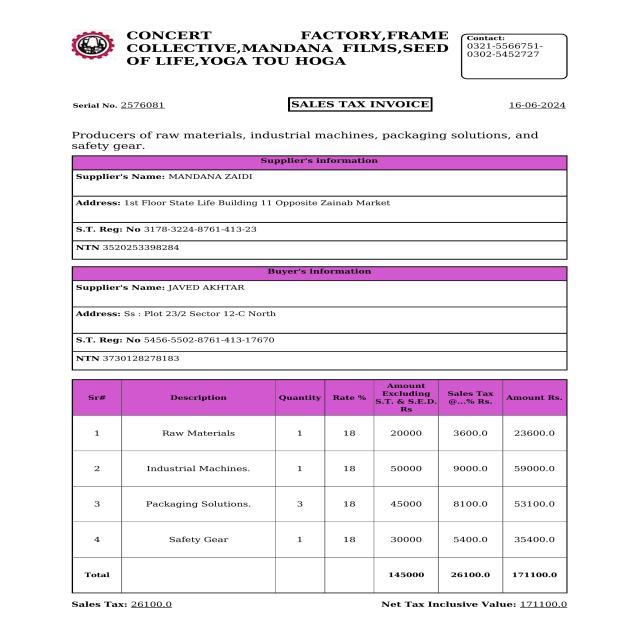 CONCERT FACTORY,FRAME
COLLECTIVE,MANDANA FILMS,SEED
OF LIFE,YOGA TOU HOGA
Contact:
0321-5566751-
0302-5452727
Serial No. 2576081
SALES TAX INVOICE
16-06-2024
Producers of raw materials, industrial machines, packaging solutions, and
safety gear.
Supplier's information
Supplier's Name: MANDANA ZAIDI
Address: 1st Floor State Life Building 11 Opposite Zainab Market
S.T. Reg: No 3178-3224-8761-413-23
NTN 3520253398284
Buyer's information
Supplier's Name: JAVED AKHTAR
Address: Ss : Plot 23/2 Sector 12-C North
S.T. Reg: No 5456-5502-8761-413-17670
NTN 3730128278183
Sr# Description Quantity Rate % Amount Excluding S.T. & S.E.D. Rs Sales Tax @...% Rs. Amount Rs.
1 Raw Materials 1 18 20000 3600.0 23600.0
2 Industrial Machines. 1 18 50000 9000.0 59000.0
3 Packaging Solutions. 3 18 45000 8100.0 53100.0
4 Safety Gear 1 18 30000 5400.0 35400.0
Total 145000 26100.0 171100.0
Sales Tax: 26100.0
Net Tax Inclusive Value: 171100.0